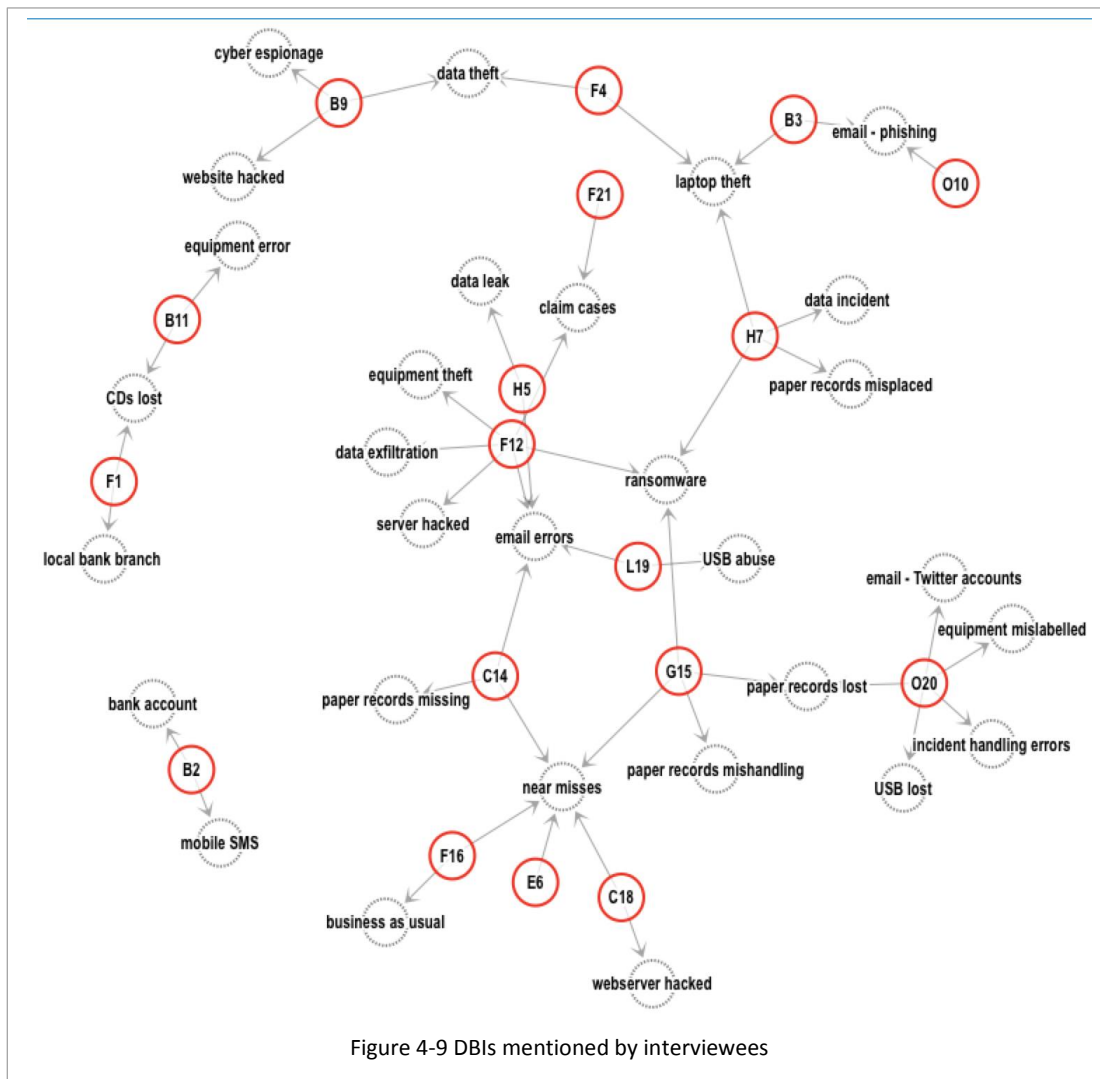 cyber espionage
data theft
B9
F4
B3
email - phishing
website hacked
laptop theft
O10
F21
equipment error
data leak
claim cases
data incident
B11
H7
equipment theft
H5
paper records misplaced
CDs lost
F12
data exfiltration
F1
ransomware
server hacked
email errors
local bank branch
L19
USB abuse
email - Twitter accounts
equipment mislabelled
C14
G15
paper records lost
O20
paper records missing
bank account
incident handling errors
B2
near misses
paper records mishandling
USB lost
mobile SMS
F16
E6
C18
business as usual
webserver hacked
Figure 4-9 DBIs mentioned by interviewees